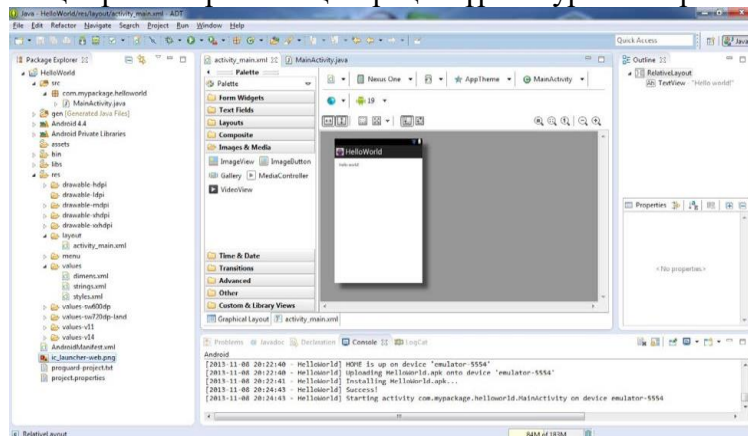 Java - HelloWorld/res/layout/activity_main.xml - ADT
File Edit Refactor Navigate Search Project Run Window Help
Quick Access
Java
Package Explorer
HelloWorld
src
com.mypackage.helloworld
MainActivity.java
gen [Generated Java Files]
Android 4.4
Android Private Libraries
assets
bin
libs
res
drawable-hdpi
drawable-ldpi
drawable-mdpi
drawable-xhdpi
drawable-xxhdpi
layout
activity_main.xml
menu
values
dimens.xml
strings.xml
styles.xml
values-sw600dp
values-sw720dp-land
values-v11
values-v14
AndroidManifest.xml
ic_launcher-web.png
proguard-project.txt
project.properties
activity_main.xml
MainActivity.java
Palette
Palette
Form Widgets
Text Fields
Layouts
Composite
Images & Media
ImageView ImageButton
Gallery MediaController
VideoView
Time & Date
Transitions
Advanced
Other
Custom & Library Views
Graphical Layout activity_main.xml
Nexus One AppTheme MainActivity
19
HelloWorld
Hello world!
Outline
RelativeLayout
TextView - "Hello world!"
Properties
<No properties>
Problems Javadoc Declaration Console LogCat
Android
[2013-11-08 20:22:40 - HelloWorld] HOME is up on device 'emulator-5554'
[2013-11-08 20:22:40 - HelloWorld] Uploading HelloWorld.apk onto device 'emulator-5554'
[2013-11-08 20:22:41 - HelloWorld] Installing HelloWorld.apk...
[2013-11-08 20:24:43 - HelloWorld] Success!
[2013-11-08 20:24:43 - HelloWorld] Starting activity com.mypackage.helloworld.MainActivity on device emulator-5554
RelativeLayout
84M of 183M